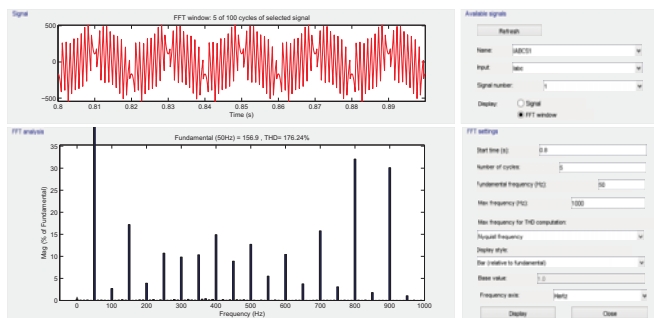 Signal
FFT window: 5 of 100 cycles of selected signal
500
0
−500
0.8 0.81 0.82 0.83 0.84 0.85 0.86 0.87 0.88 0.89
Time (s)
FFT analysis
Fundamental (50Hz) = 156.9 , THD= 176.24%
Mag (% of Fundamental)
35
30
25
20
15
10
5
0
0 100 200 300 400 500 600 700 800 900 1000
Frequency (Hz)
Available signals
Refresh
Name: IABCS1
Input: Iabc
Signal number: 1
Display: Signal
FFT window
FFT settings
Start time (s): 0.8
Number of cycles: 5
Fundamental frequency (Hz): 50
Max frequency (Hz): 1000
Max frequency for THD computation:
Nyquist frequency
Display style:
Bar (relative to fundamental)
Base value: 1.0
Frequency axis: Hertz
Display Close